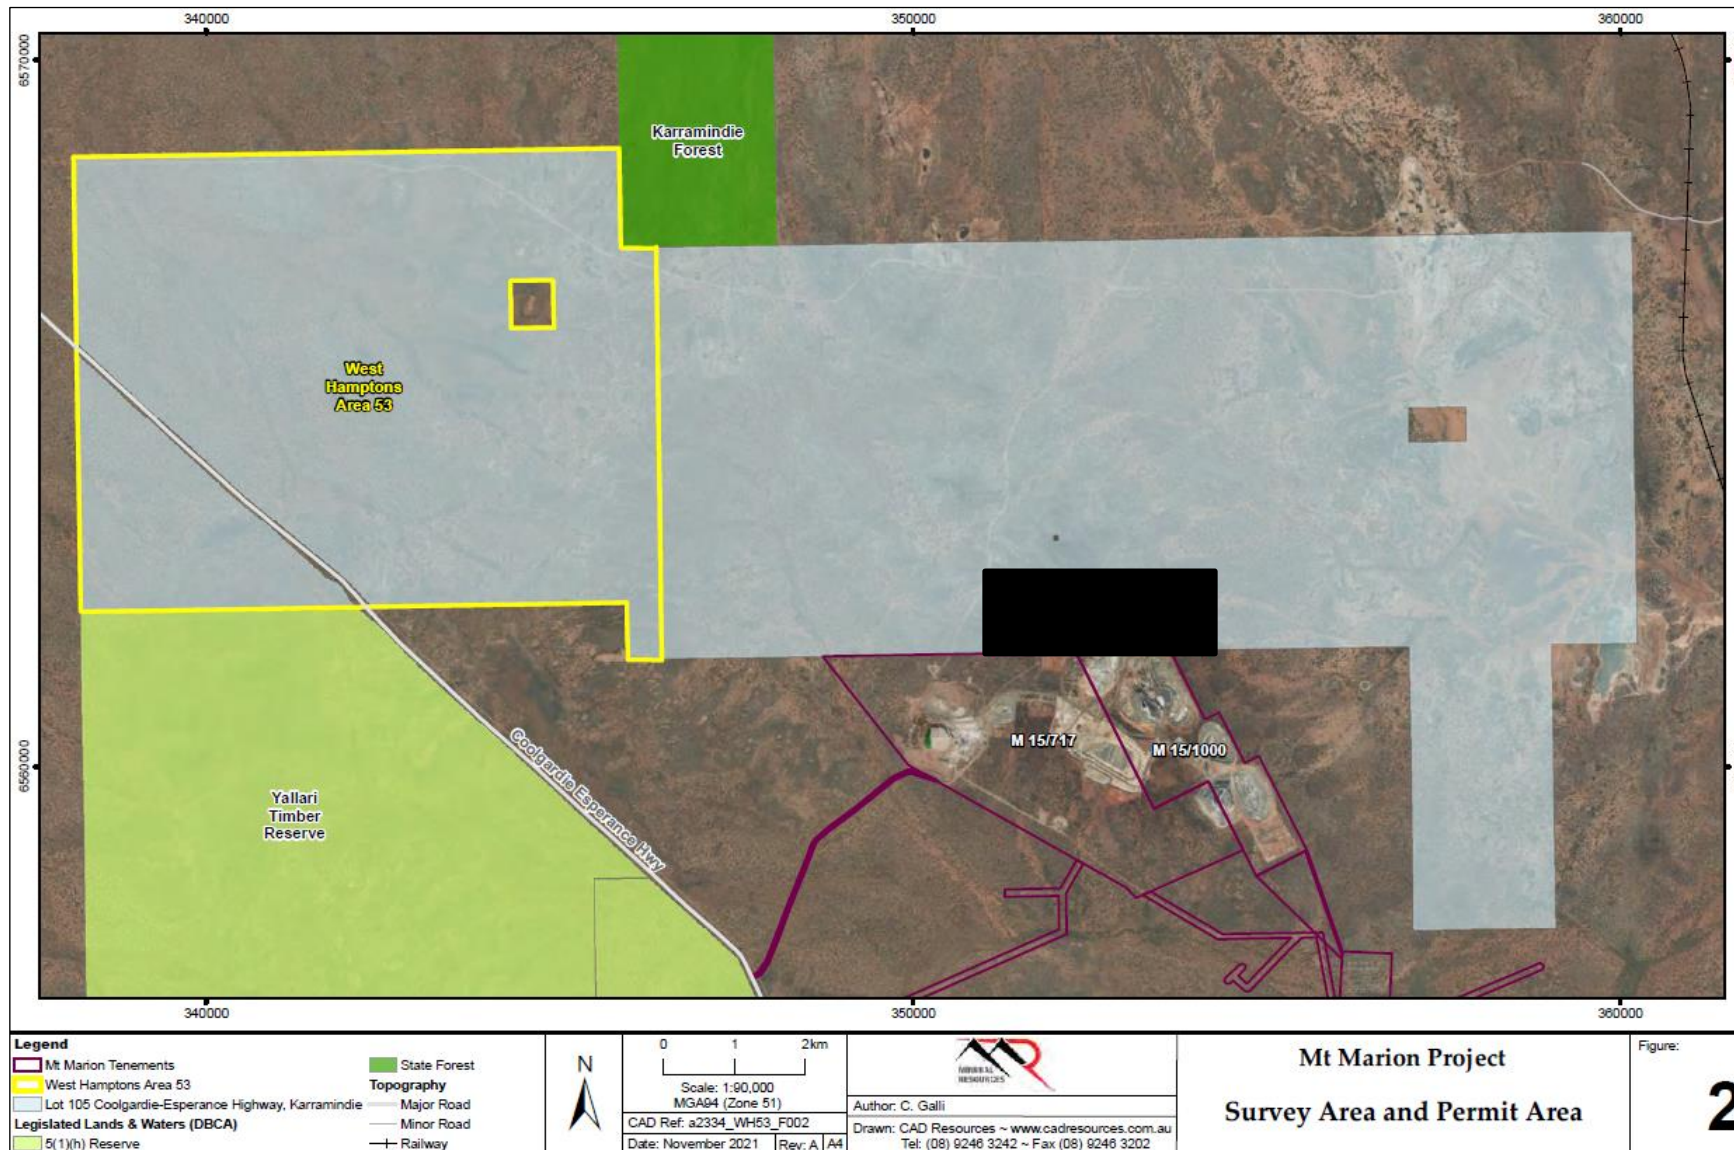 340000
350000
360000
6570000
Karramindie
Forest
West
Hamptons
Area 53
6560000
M 15/717
M 15/1000
Coolgardie Esperance Hwy
Yallari
Timber
Reserve
340000
350000
360000
Legend
Mt Marion Tenements
West Hamptons Area 53
Lot 105 Coolgardie-Esperance Highway, Karramindie
Legislated Lands & Waters (DBCA)
5(1)(h) Reserve
State Forest
Topography
Major Road
Minor Road
Railway
N
0 1 2km
Scale: 1:90,000
MGA94 (Zone 51)
CAD Ref: a2334_WH53_F002
Date: November 2021 Rev: A A4
MINERAL
RESOURCES
Author: C. Galli
Drawn: CAD Resources ~ www.cadresources.com.au
Tel: (08) 9246 3242 ~ Fax (08) 9246 3202
Mt Marion Project
Survey Area and Permit Area
Figure:
2